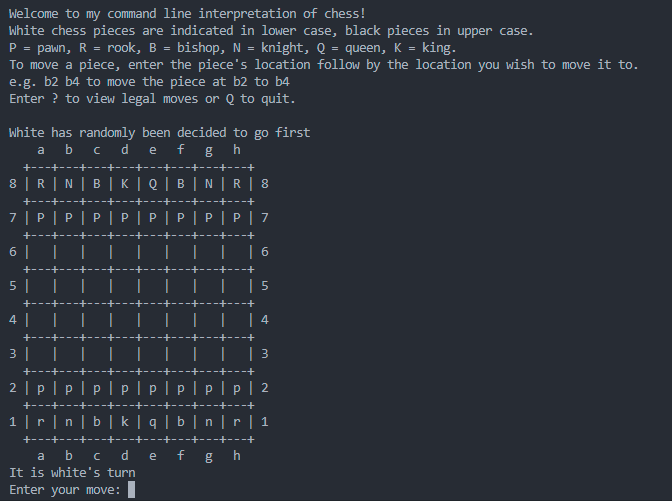 Welcome to my command line interpretation of chess!
White chess pieces are indicated in lower case, black pieces in upper case.
P = pawn, R = rook, B = bishop, N = knight, Q = queen, K = king.
To move a piece, enter the piece's location follow by the location you wish to move it to.
e.g. b2 b4 to move the piece at b2 to b4
Enter ? to view legal moves or Q to quit.

White has randomly been decided to go first
    a   b   c   d   e   f   g   h
  +---+---+---+---+---+---+---+---+
8 | R | N | B | K | Q | B | N | R | 8
  +---+---+---+---+---+---+---+---+
7 | P | P | P | P | P | P | P | P | 7
  +---+---+---+---+---+---+---+---+
6 |   |   |   |   |   |   |   |   | 6
  +---+---+---+---+---+---+---+---+
5 |   |   |   |   |   |   |   |   | 5
  +---+---+---+---+---+---+---+---+
4 |   |   |   |   |   |   |   |   | 4
  +---+---+---+---+---+---+---+---+
3 |   |   |   |   |   |   |   |   | 3
  +---+---+---+---+---+---+---+---+
2 | p | p | p | p | p | p | p | p | 2
  +---+---+---+---+---+---+---+---+
1 | r | n | b | k | q | b | n | r | 1
  +---+---+---+---+---+---+---+---+
    a   b   c   d   e   f   g   h
It is white's turn
Enter your move: